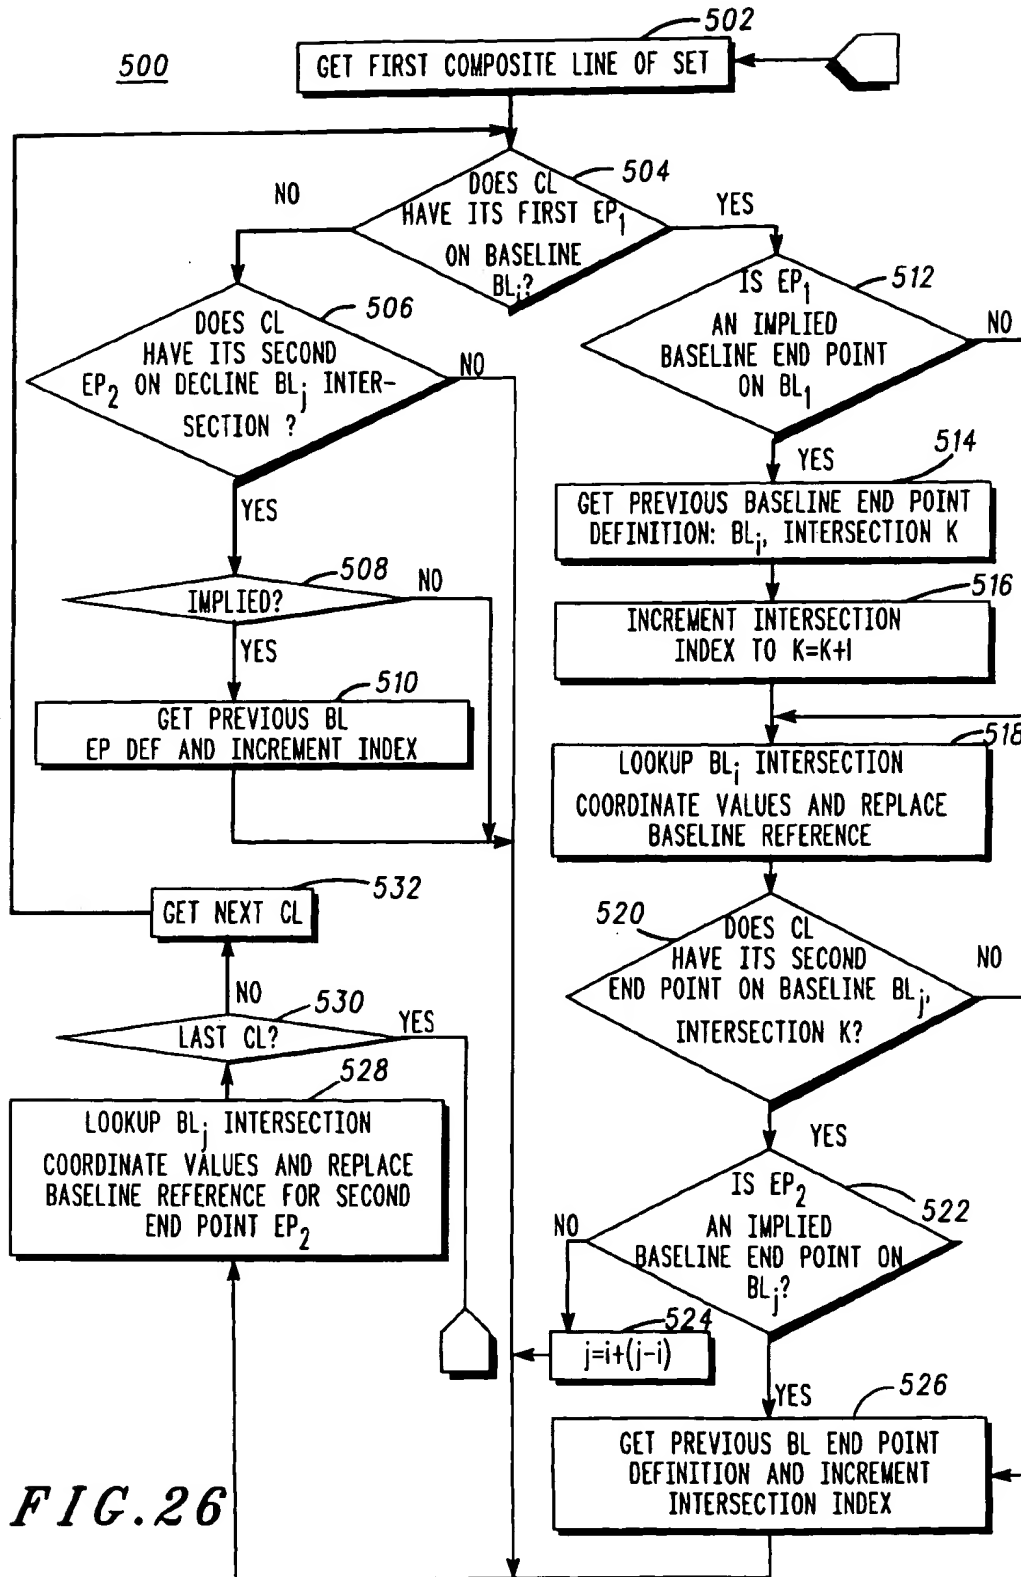 500
502
GET FIRST COMPOSITE LINE OF SET
504
DOES CL
HAVE ITS FIRST EP1
ON BASELINE
BLi?
NO
YES
506
DOES CL
HAVE ITS SECOND
EP2 ON DECLINE BLj INTER-
SECTION ?
NO
YES
508
IMPLIED?
NO
YES
510
GET PREVIOUS BL
EP DEF AND INCREMENT INDEX
512
IS EP1
AN IMPLIED
BASELINE END POINT
ON BL1
NO
YES
514
GET PREVIOUS BASELINE END POINT
DEFINITION: BLi, INTERSECTION K
516
INCREMENT INTERSECTION
INDEX TO K=K+1
518
LOOKUP BLi INTERSECTION
COORDINATE VALUES AND REPLACE
BASELINE REFERENCE
520
DOES CL
HAVE ITS SECOND
END POINT ON BASELINE BLj,
INTERSECTION K?
NO
YES
522
IS EP2
AN IMPLIED
BASELINE END POINT ON
BLj?
NO
YES
524
j=i+(j-i)
526
GET PREVIOUS BL END POINT
DEFINITION AND INCREMENT
INTERSECTION INDEX
528
LOOKUP BLj INTERSECTION
COORDINATE VALUES AND REPLACE
BASELINE REFERENCE FOR SECOND
END POINT EP2
530
LAST CL?
YES
NO
532
GET NEXT CL
FIG.26